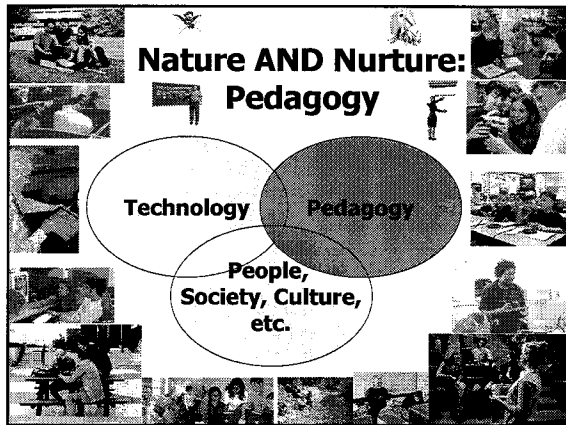 Nature AND Nurture:
Pedagogy
Technology
Pedagogy
People,
Society, Culture,
etc.